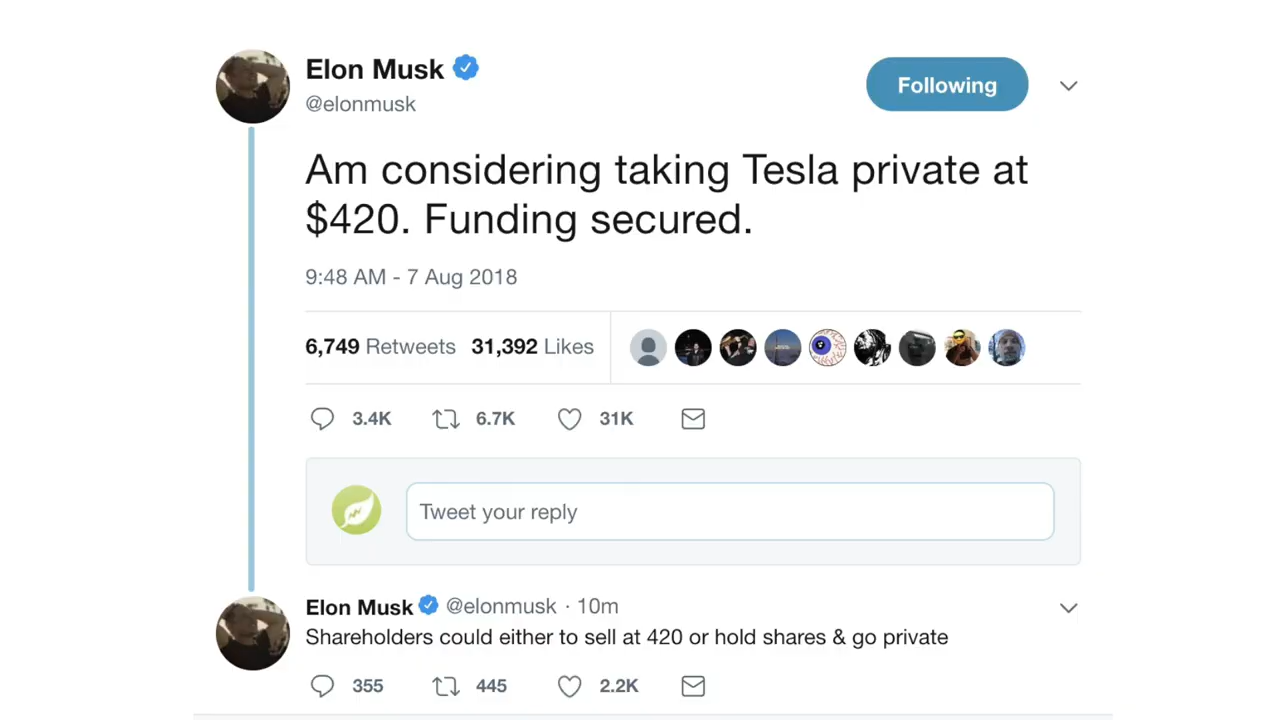 Elon Musk
Following
@elonmusk
Am considering taking Tesla private at
$420. Funding secured.
9:48 AM - 7 Aug 2018
6,749 Retweets 31,392 Likes
3.4K 6.7K 31K
Tweet your reply
Elon Musk @elonmusk · 10m
Shareholders could either to sell at 420 or hold shares & go private
355 445 2.2K